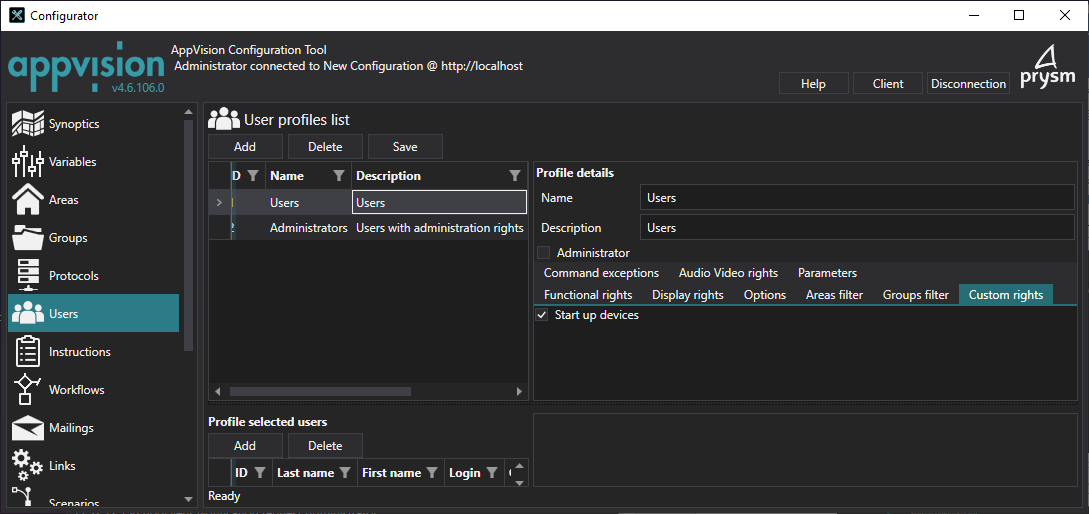 Configurator
appvision
v4.6.106.0
AppVision Configuration Tool
Administrator connected to New Configuration @ http://localhost
Help
Client
Disconnection
prysm
Synoptics
Variables
Areas
Groups
Protocols
Users
Instructions
Workflows
Mailings
Links
Scenarios
User profiles list
Add
Delete
Save
ID Name Description
1 Users Users
2 Administrators Users with administration rights
Profile details
Name Users
Description Users
Administrator
Command exceptions Audio Video rights Parameters
Functional rights Display rights Options Areas filter Groups filter Custom rights
Start up devices
Profile selected users
Add
Delete
ID Last name First name Login
Ready